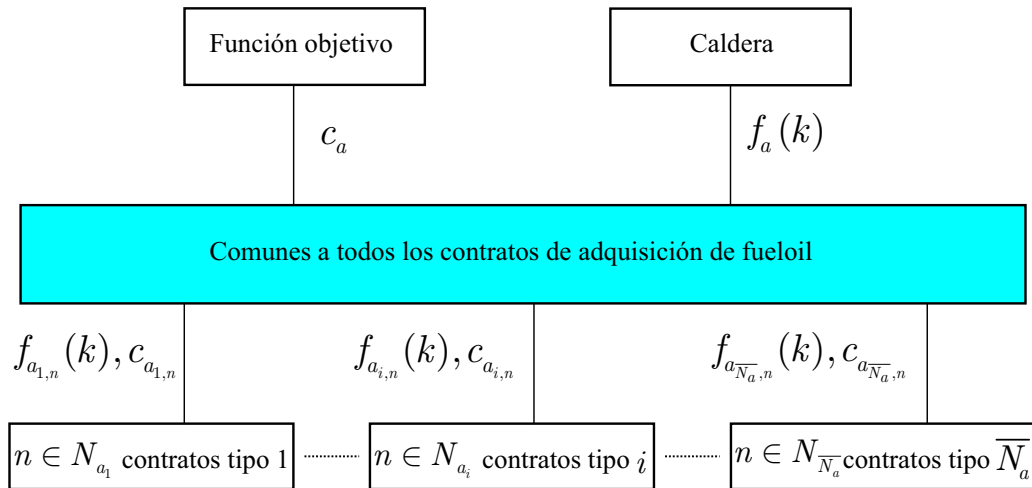 Función objetivo
Caldera
c_a
f_a(k)
Comunes a todos los contratos de adquisición de fueloil
f_{a_{1,n}}(k), c_{a_{1,n}}
f_{a_{i,n}}(k), c_{a_{i,n}}
f_{a_{\overline{N_a},n}}(k), c_{a_{\overline{N_a},n}}
n ∈ N_{a_1} contratos tipo 1
n ∈ N_{a_i} contratos tipo i
n ∈ N_{\overline{N_a}} contratos tipo \overline{N_a}